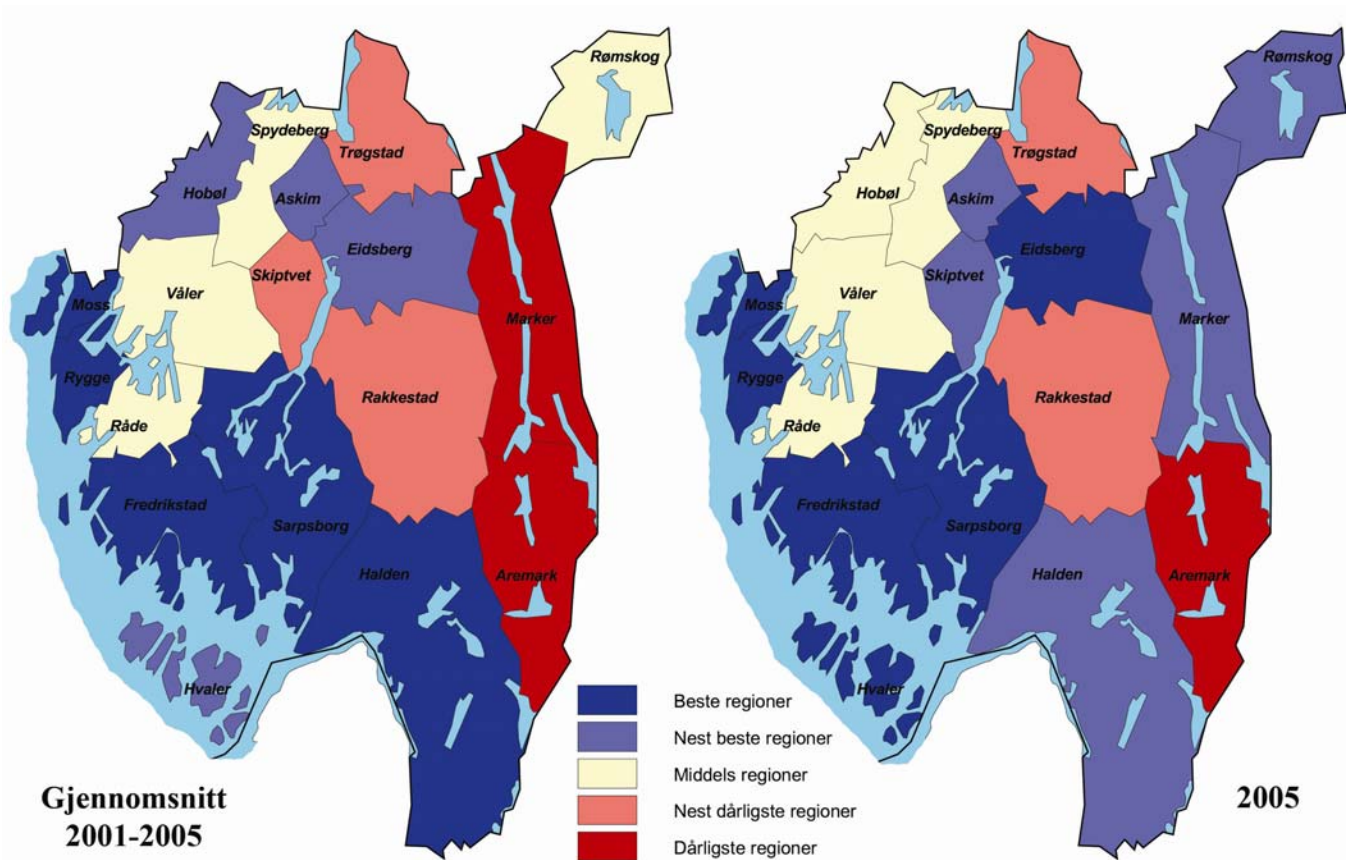 Rømskog
Spydeberg
Trøgstad
Hobøl
Askim
Eidsberg
Skiptvet
Våler
Moss
Marker
Rygge
Rakkestad
Råde
Fredrikstad
Sarpsborg
Halden
Aremark
Hvaler
Gjennomsnitt
2001-2005
Beste regioner
Nest beste regioner
Middels regioner
Nest dårligste regioner
Dårligste regioner
Rømskog
Spydeberg
Trøgstad
Hobøl
Askim
Eidsberg
Skiptvet
Våler
Moss
Marker
Rygge
Rakkestad
Råde
Fredrikstad
Sarpsborg
Halden
Aremark
Hvaler
2005